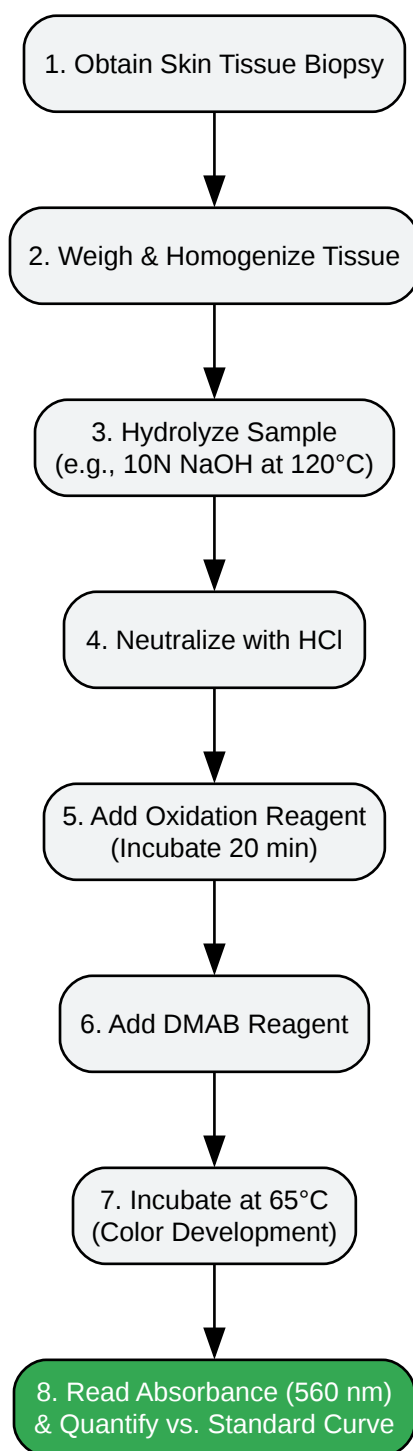 1. Obtain Skin Tissue Biopsy
2. Weigh & Homogenize Tissue
3. Hydrolyze Sample
(e.g., 10N NaOH at 120°C)
4. Neutralize with HCl
5. Add Oxidation Reagent
(Incubate 20 min)
6. Add DMAB Reagent
7. Incubate at 65°C
(Color Development)
8. Read Absorbance (560 nm)
& Quantify vs. Standard Curve